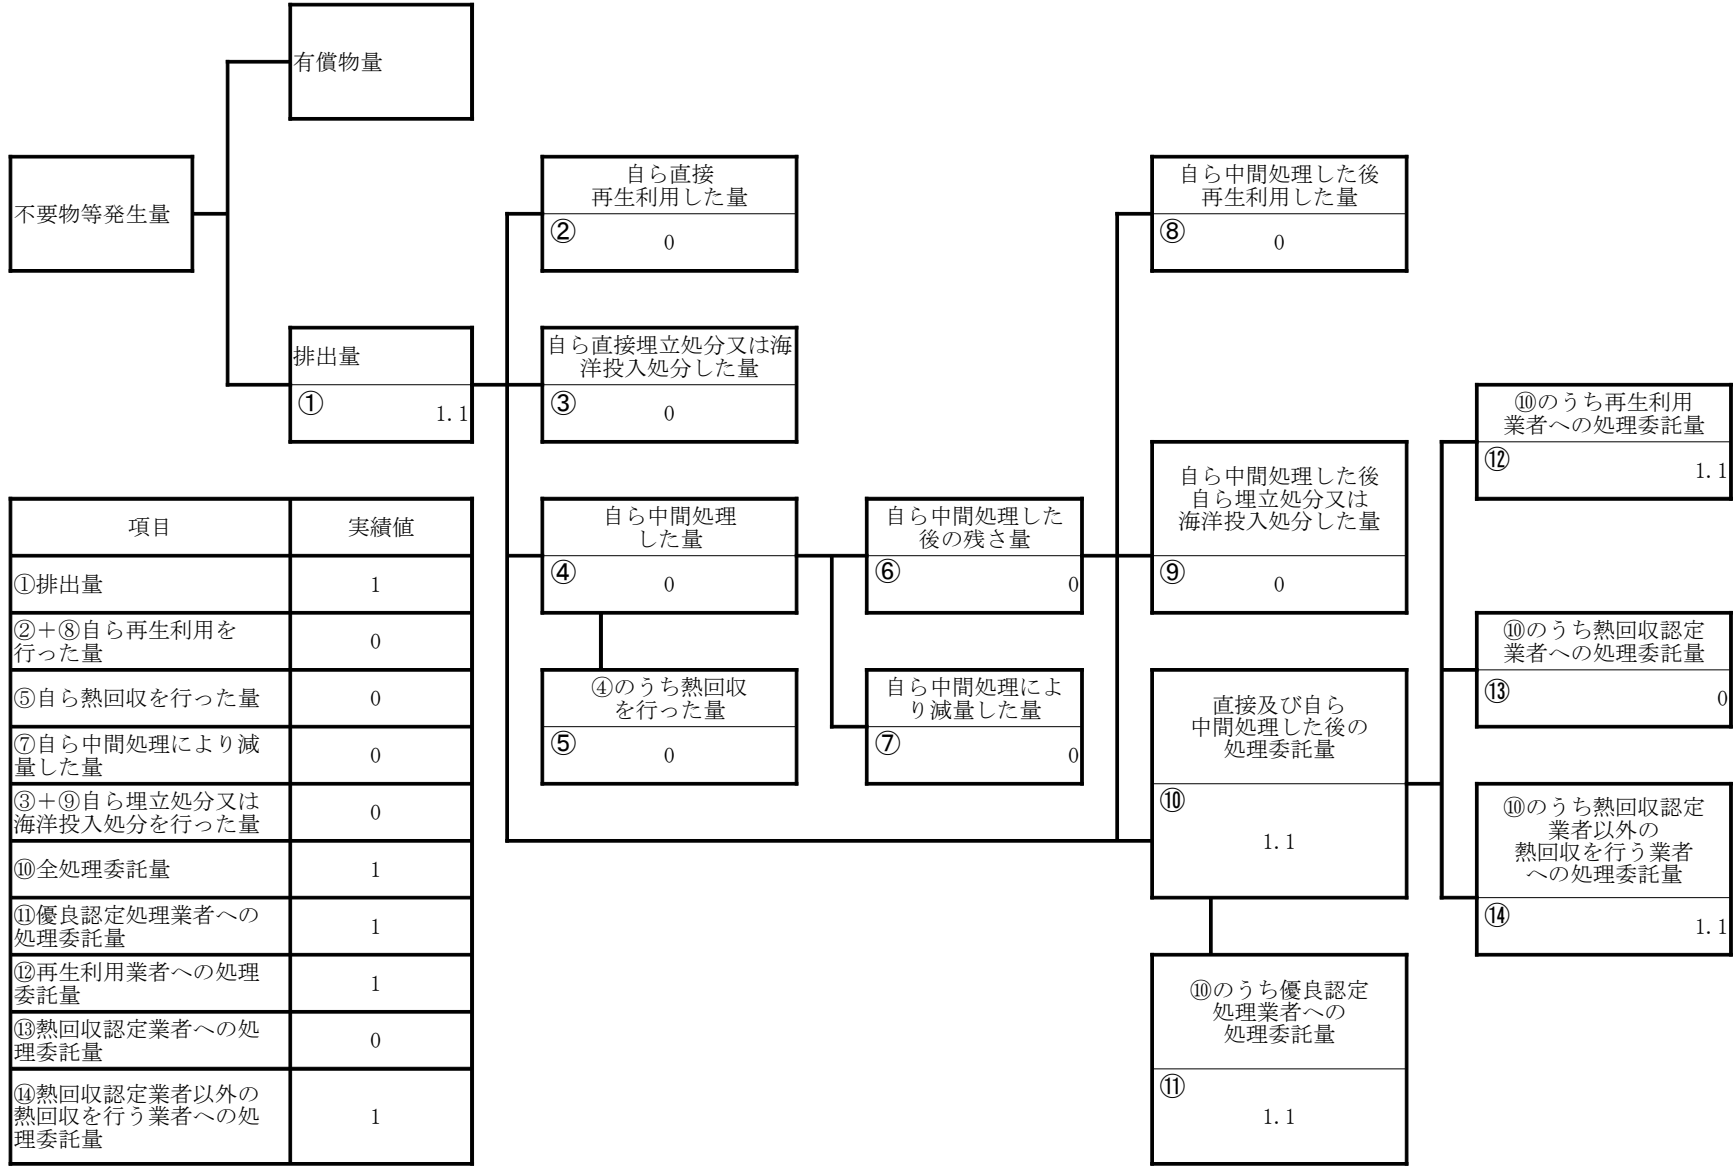 有償物量
不要物等発生量
自ら直接
再生利用した量
②
0
自ら中間処理した後
再生利用した量
⑧
0
排出量
①
1.1
自ら直接埋立処分又は海
洋投入処分した量
③
0
⑩のうち再生利用
業者への処理委託量
⑫
1.1
自ら中間処理
した量
④
0
自ら中間処理した
後の残さ量
⑥
0
自ら中間処理した後
自ら埋立処分又は
海洋投入処分した量
⑨
0
⑩のうち熱回収認定
業者への処理委託量
⑬
0
④のうち熱回収
を行った量
⑤
0
自ら中間処理によ
り減量した量
⑦
0
直接及び自ら
中間処理した後の
処理委託量
⑩
1.1
⑩のうち熱回収認定
業者以外の
熱回収を行う業者
への処理委託量
⑭
1.1
⑩のうち優良認定
処理業者への
処理委託量
⑪
1.1
項目 実績値
①排出量 1
②＋⑧自ら再生利用を
行った量 0
⑤自ら熱回収を行った量 0
⑦自ら中間処理により減
量した量 0
③＋⑨自ら埋立処分又は
海洋投入処分を行った量 0
⑩全処理委託量 1
⑪優良認定処理業者への
処理委託量 1
⑫再生利用業者への処理
委託量 1
⑬熱回収認定業者への処
理委託量 0
⑭熱回収認定業者以外の
熱回収を行う業者への処 1
理委託量